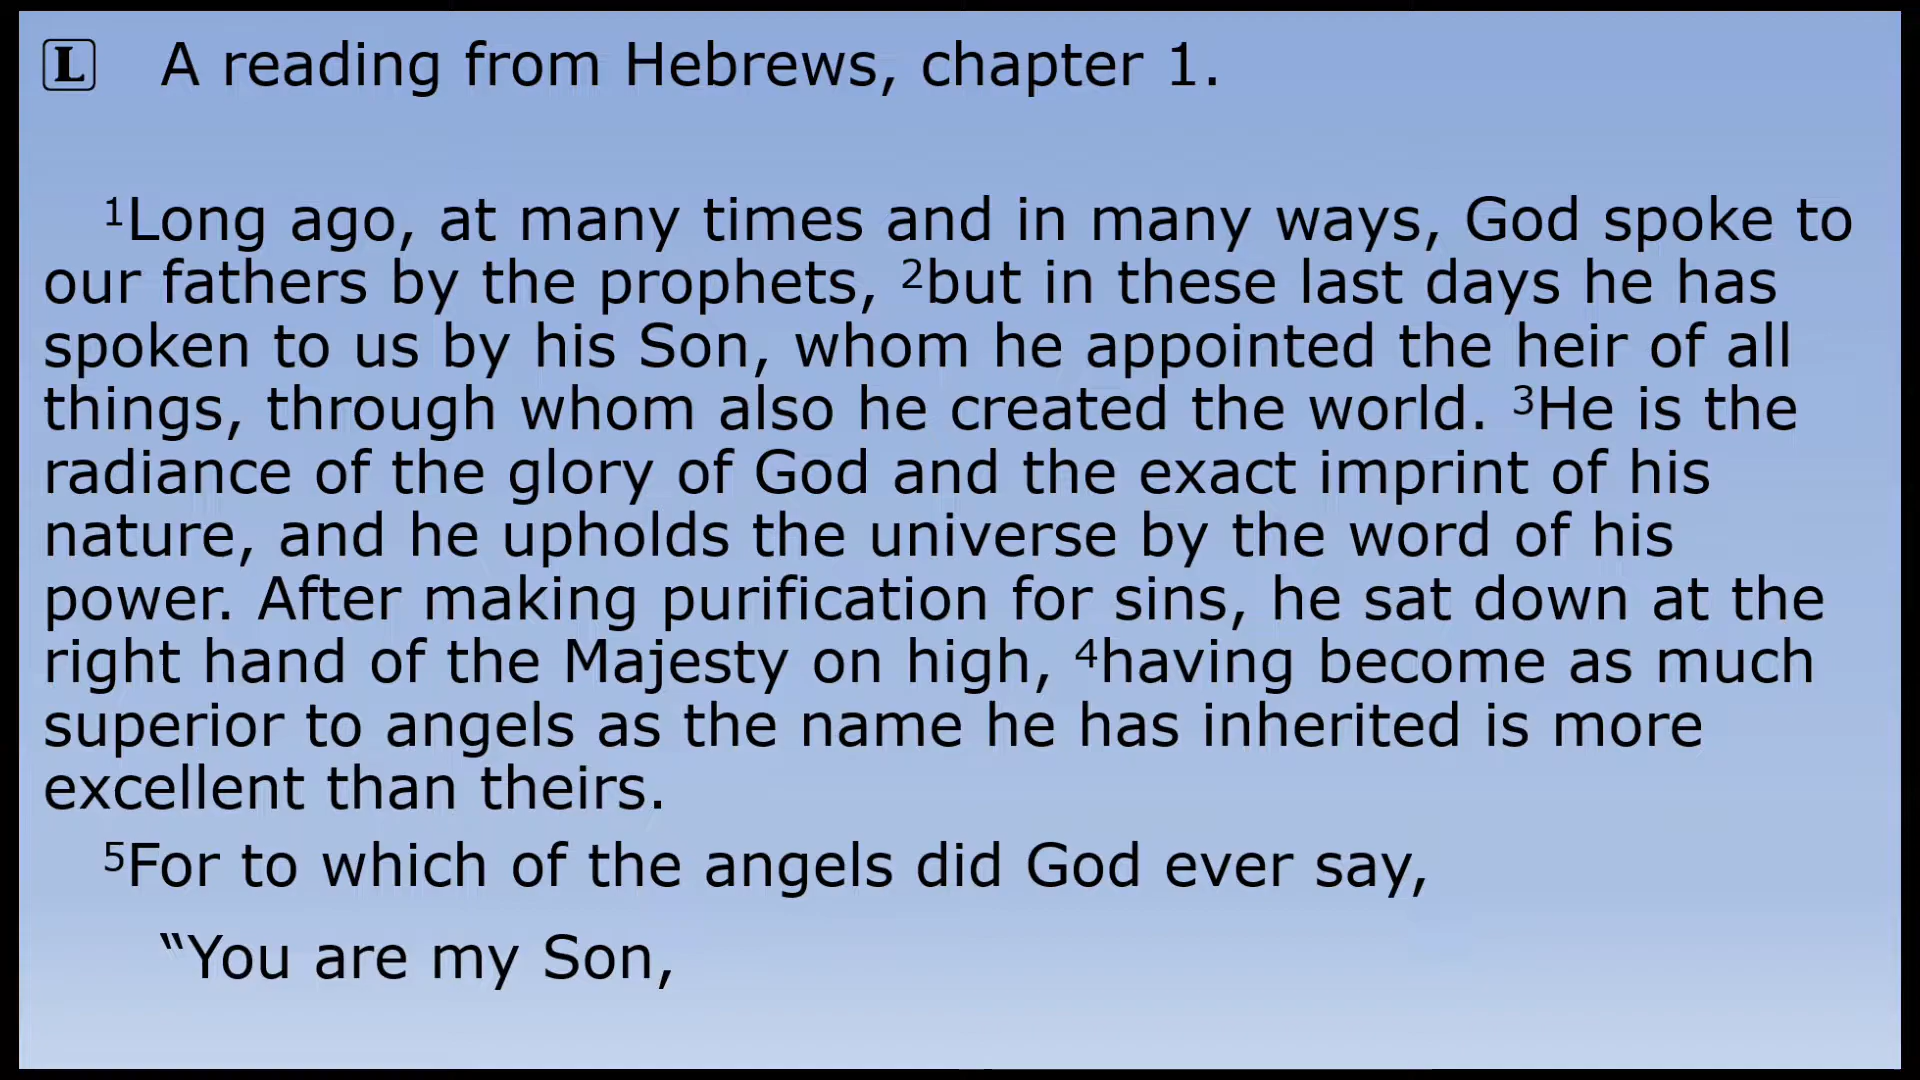 L A reading from Hebrews, chapter 1.
¹Long ago, at many times and in many ways, God spoke to
our fathers by the prophets, ²but in these last days he has
spoken to us by his Son, whom he appointed the heir of all
things, through whom also he created the world. ³He is the
radiance of the glory of God and the exact imprint of his
nature, and he upholds the universe by the word of his
power. After making purification for sins, he sat down at the
right hand of the Majesty on high, ⁴having become as much
superior to angels as the name he has inherited is more
excellent than theirs.
⁵For to which of the angels did God ever say,
“You are my Son,